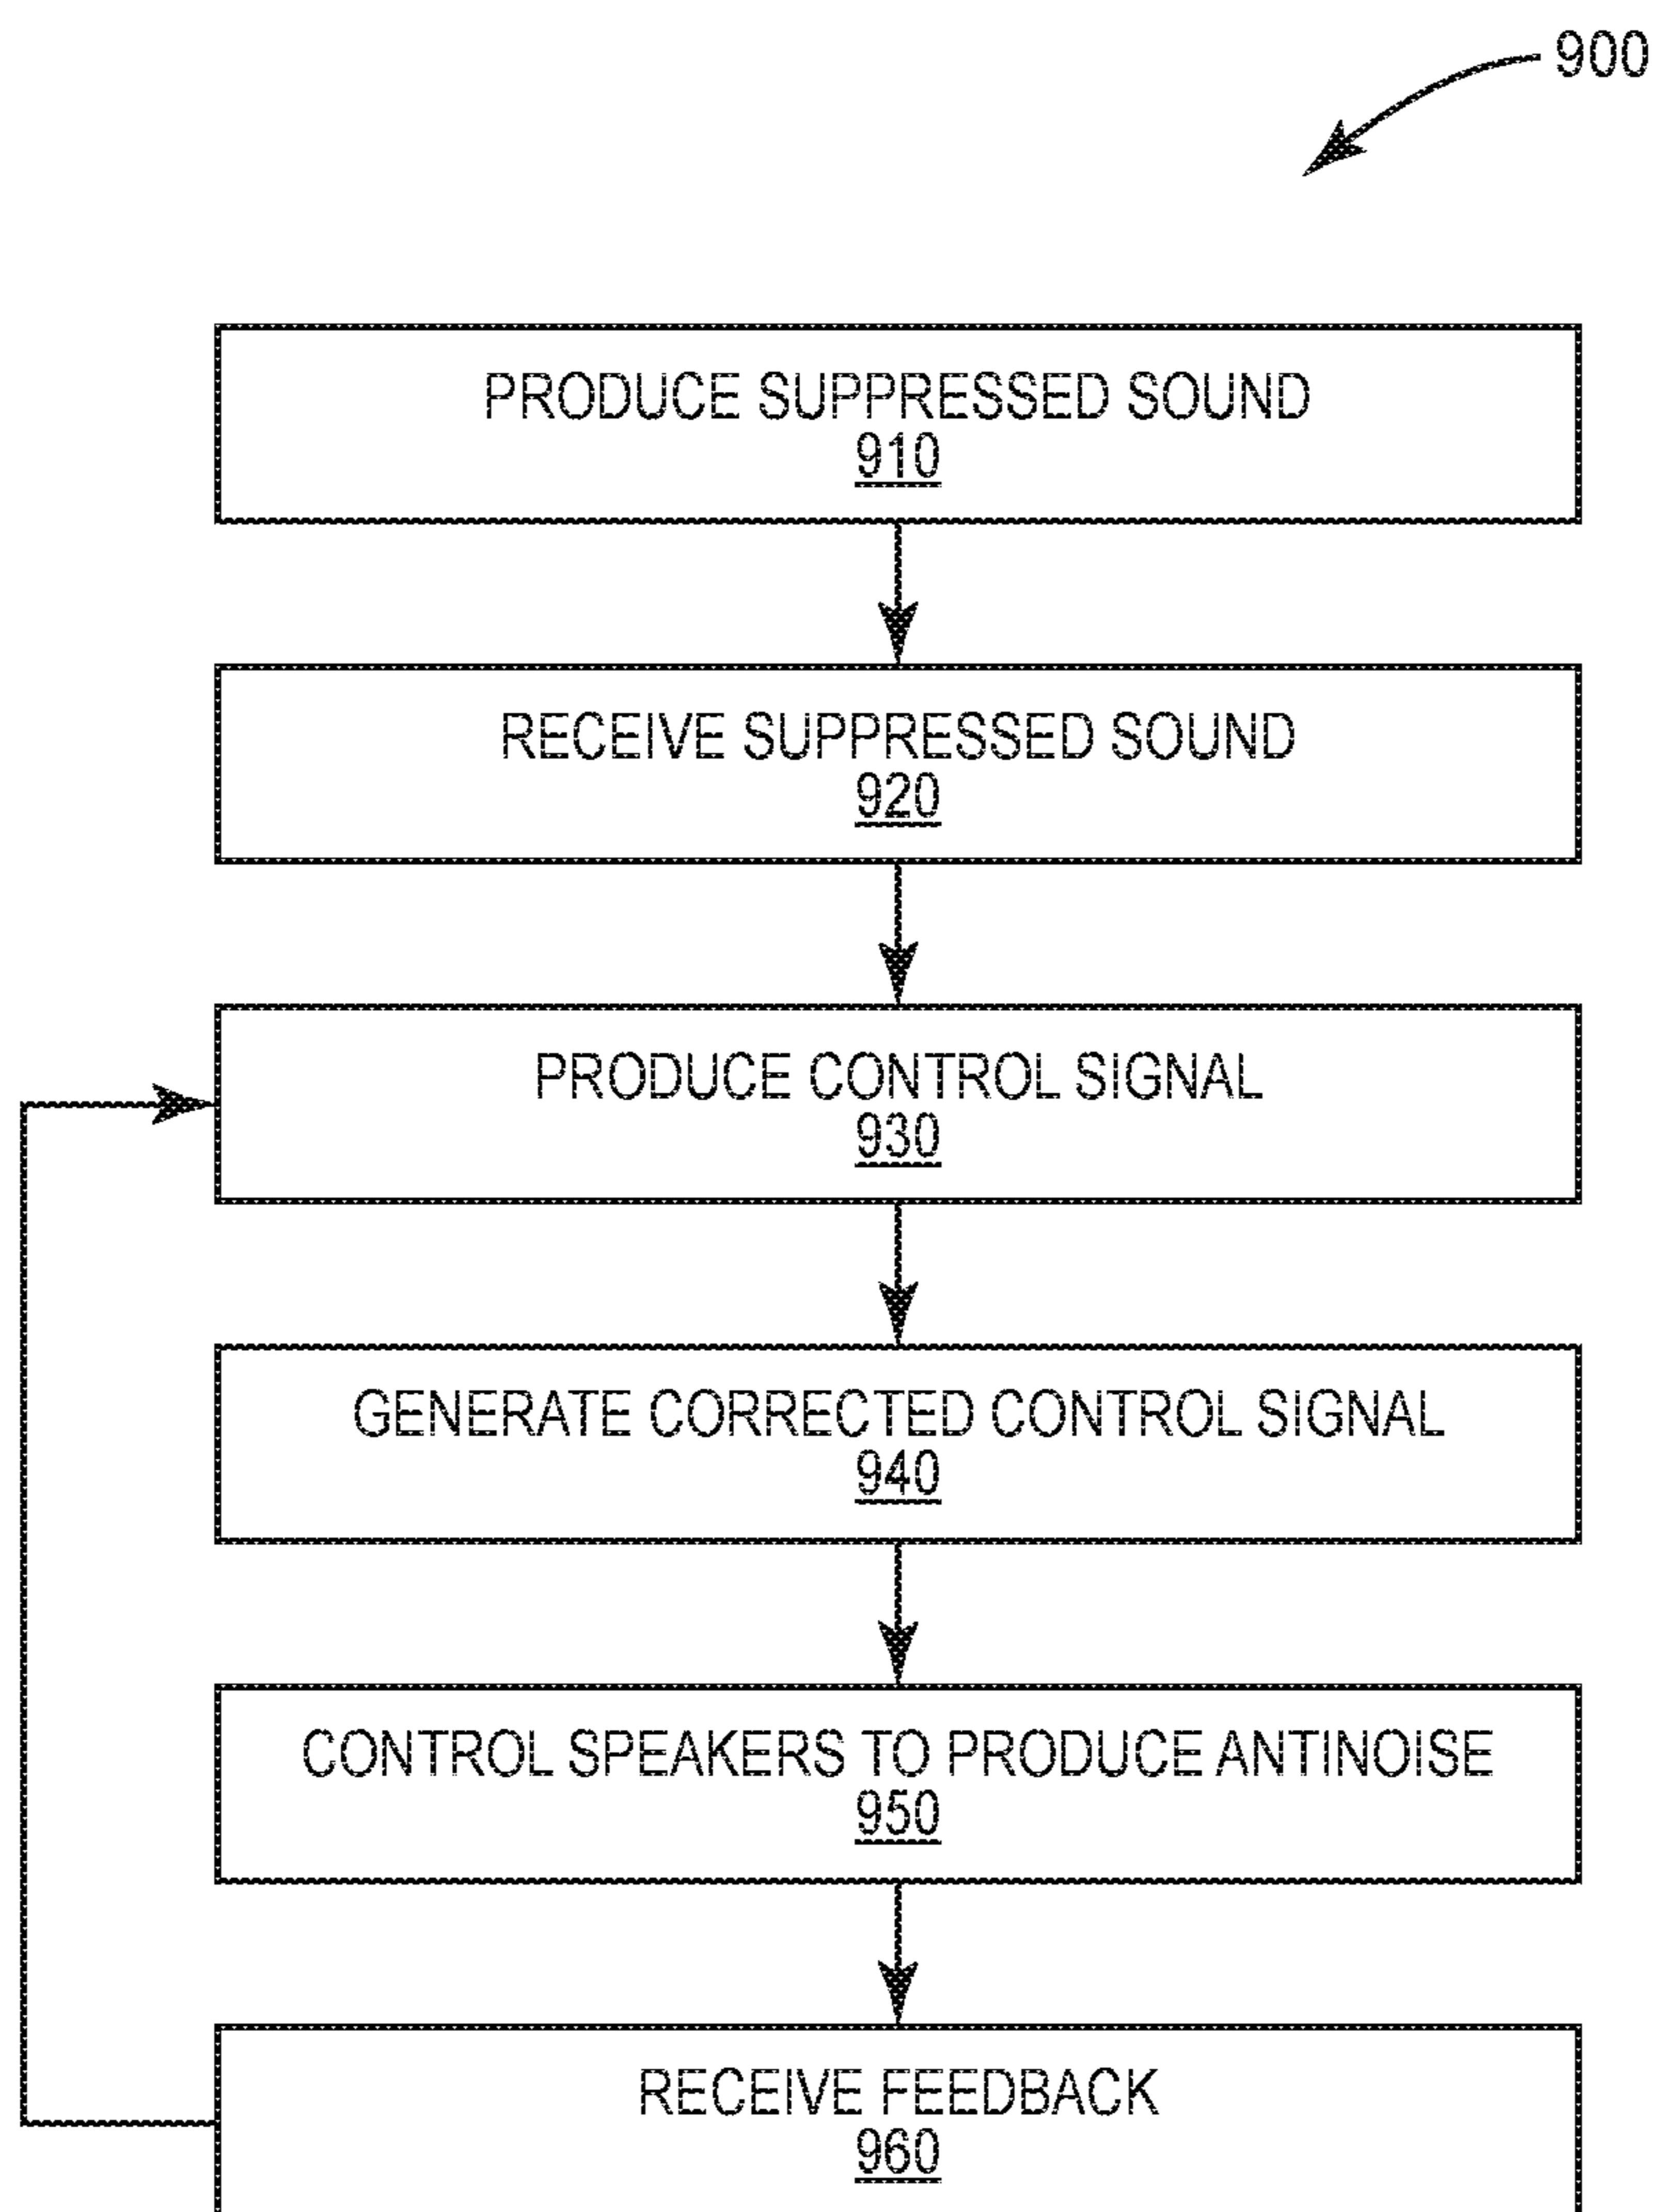 900
PRODUCE SUPPRESSED SOUND
910
RECEIVE SUPPRESSED SOUND
920
PRODUCE CONTROL SIGNAL
930
GENERATE CORRECTED CONTROL SIGNAL
940
CONTROL SPEAKERS TO PRODUCE ANTINOISE
950
RECEIVE FEEDBACK
960